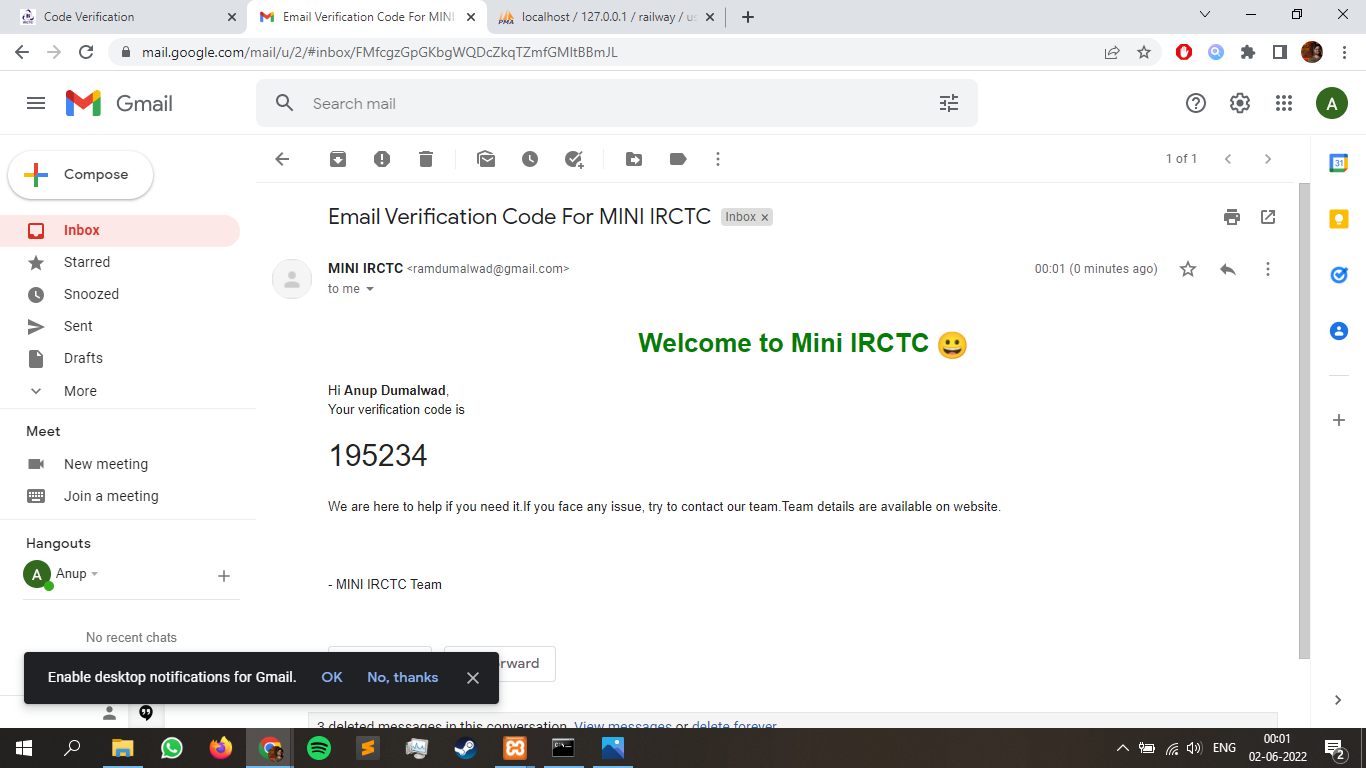 Code Verification
Email Verification Code For MINI
localhost / 127.0.0.1 / railway / us
mail.google.com/mail/u/2/#inbox/FMfcgzGpGKbgWQDcZkqTZmfGMltBBmJL
Gmail
Search mail
A
Compose
1 of 1
31
Inbox
Starred
Snoozed
Sent
Drafts
More
Meet
New meeting
Join a meeting
Hangouts
A
Anup
No recent chats
Email Verification Code For MINI IRCTC
Inbox ×
MINI IRCTC <ramdumalwad@gmail.com>
00:01 (0 minutes ago)
to me
Welcome to Mini IRCTC 😀
Hi Anup Dumalwad,
Your verification code is
195234
We are here to help if you need it.If you face any issue, try to contact our team.Team details are available on website.
- MINI IRCTC Team
Enable desktop notifications for Gmail.
OK
No, thanks
3 deleted messages in this conversation. View messages or delete forever
ENG
00:01
02-06-2022
2